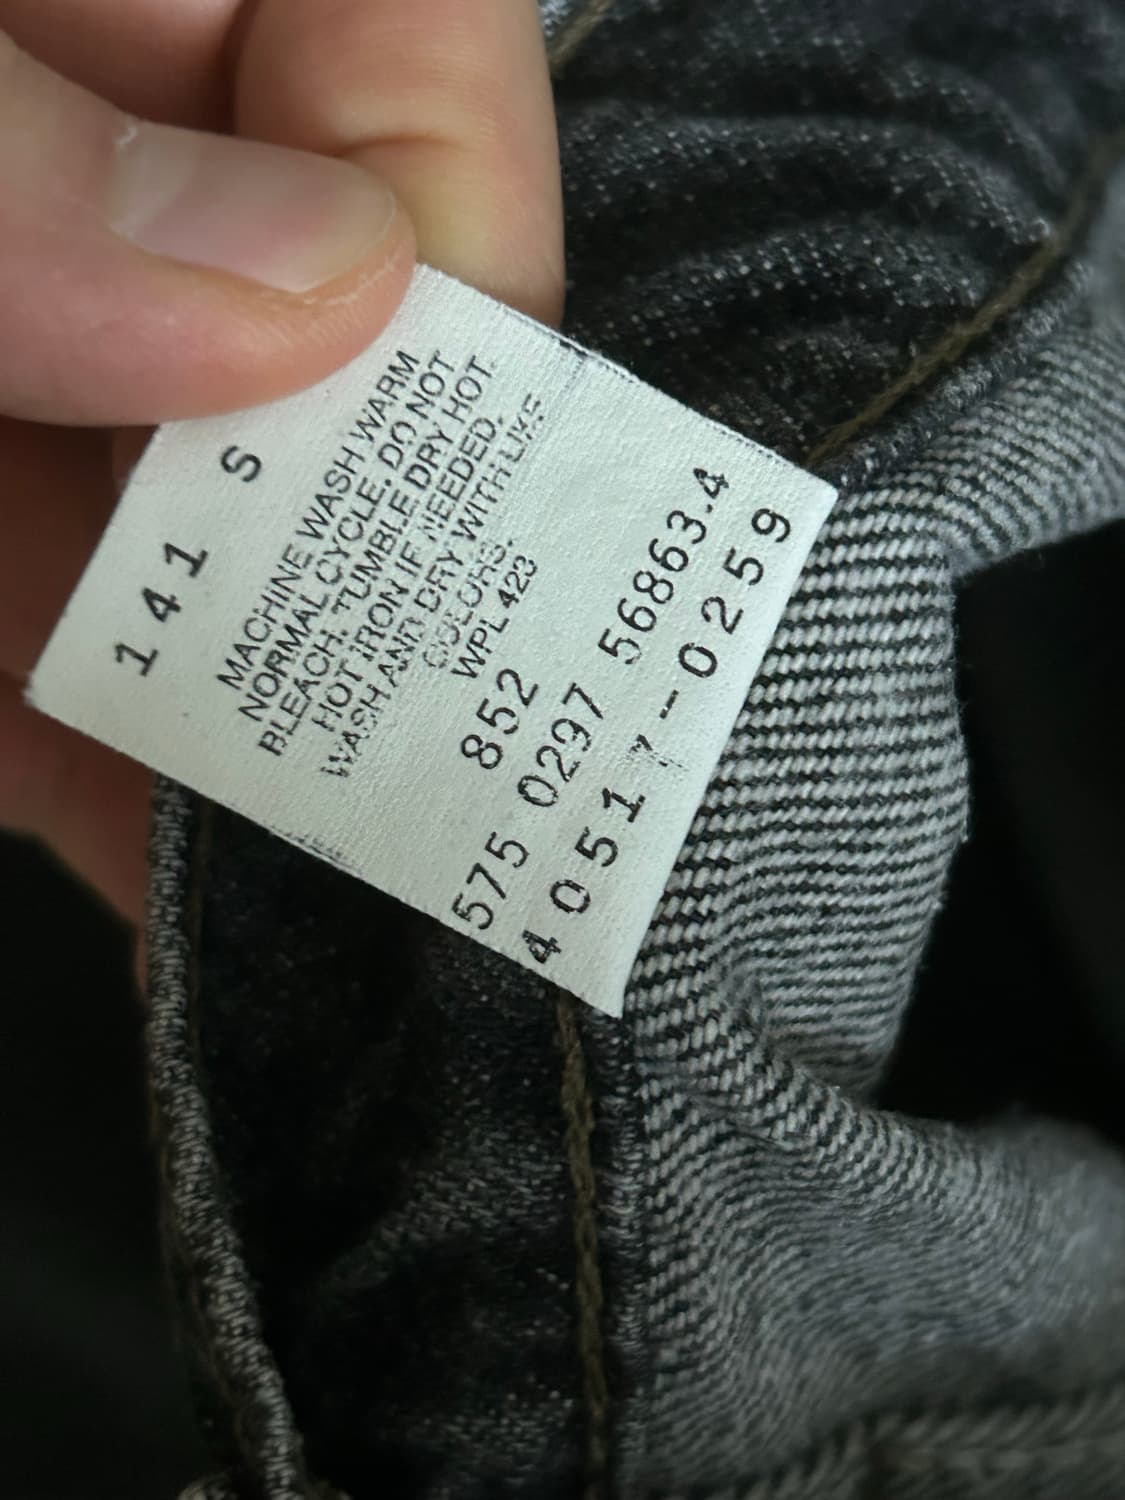 141 S
MACHINE WASH WARM
NORMAL CYCLE. DO NOT
BLEACH. TUMBLE DRY HOT.
HOT IRON IF NEEDED.
WASH AND DRY WITH LIKE
COLORS.
WPL 423
852
575 0297 56863.4
40517-0259